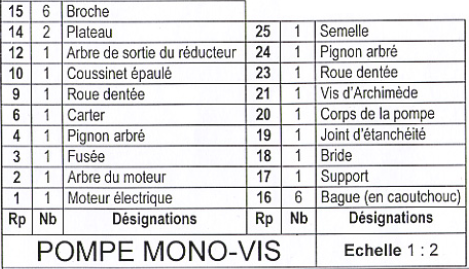 15 6 Broche
14 2 Plateau 25 1 Semelle
12 1 Arbre de sortie du réducteur 24 1 Pignon arbré
10 1 Coussinet épaulé 23 1 Roue dentée
9 1 Roue dentée 21 1 Vis d'Archimède
6 1 Carter 20 1 Corps de la pompe
4 1 Pignon arbré 19 1 Joint d'étanchéité
3 1 Fusée 18 1 Bride
2 1 Arbre du moteur 17 1 Support
1 1 Moteur électrique 16 6 Bague (en caoutchouc)
Rp Nb Désignations Rp Nb Désignations
POMPE MONO-VIS Echelle 1 : 2